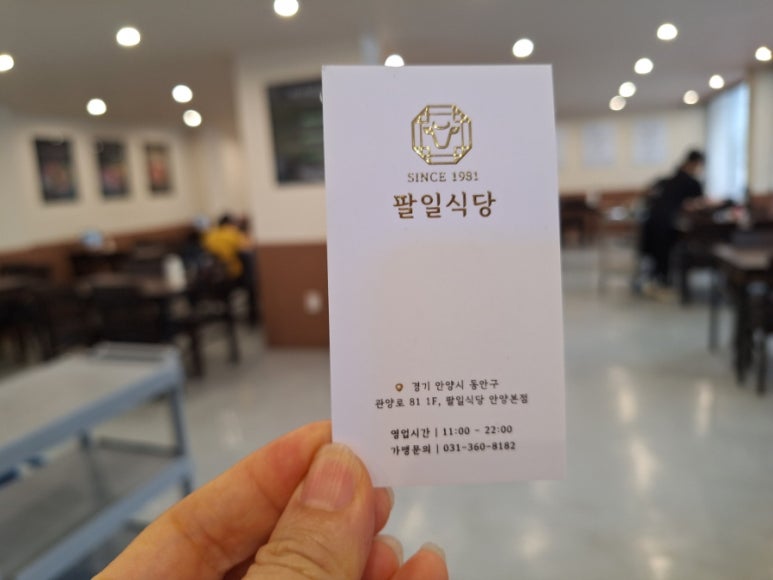 SINCE 1981
팔일식당
경기 안양시 동안구
관양로 81 1F, 팔일식당 안양본점
영업시간 | 11:00 - 22:00
가맹문의 | 031-360-8182